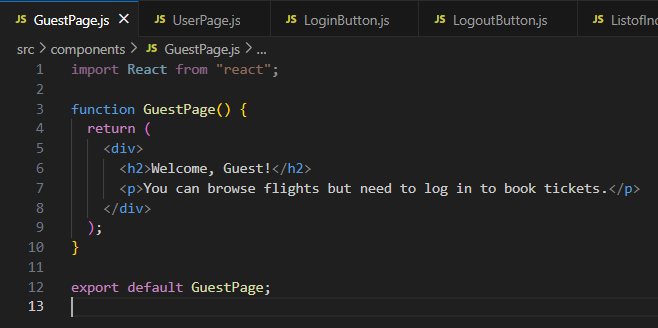 JS GuestPage.js × JS UserPage.js JS LoginButton.js JS LogoutButton.js JS ListofInc
src > components > JS GuestPage.js > ...
1 import React from "react";
2
3 function GuestPage() {
4   return (
5     <div>
6       <h2>Welcome, Guest!</h2>
7       <p>You can browse flights but need to log in to book tickets.</p>
8     </div>
9   );
10 }
11
12 export default GuestPage;
13